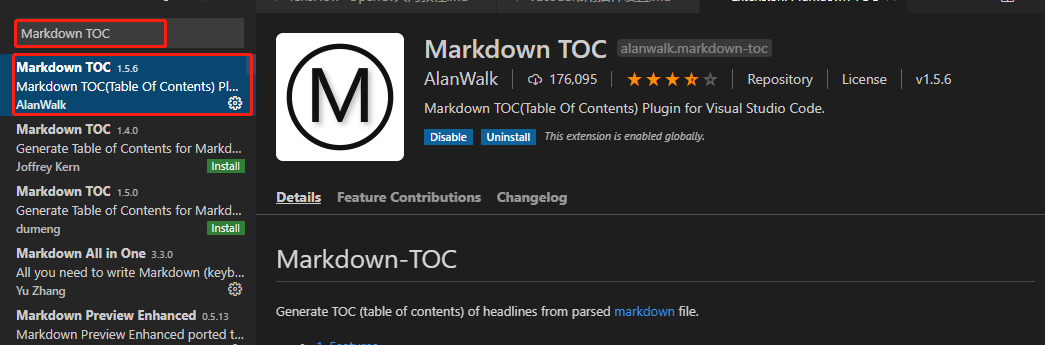 Markdown TOC
Markdown TOC 1.5.6
Markdown TOC(Table Of Contents) Pl...
AlanWalk
Markdown TOC 1.4.0
Generate Table of Contents for Markd...
Joffrey Kern
Install
Markdown TOC 1.5.0
Generate Table of Contents for Markd...
dumeng
Install
Markdown All in One 3.3.0
All you need to write Markdown (keyb...
Yu Zhang
Markdown Preview Enhanced 0.5.13
Markdown Preview Enhanced ported t...
M
Markdown TOC alanwalk.markdown-toc
AlanWalk 176,095 Repository License v1.5.6
Markdown TOC(Table Of Contents) Plugin for Visual Studio Code.
Disable Uninstall This extension is enabled globally.
Details Feature Contributions Changelog
Markdown-TOC
Generate TOC (table of contents) of headlines from parsed markdown file.
1. Features